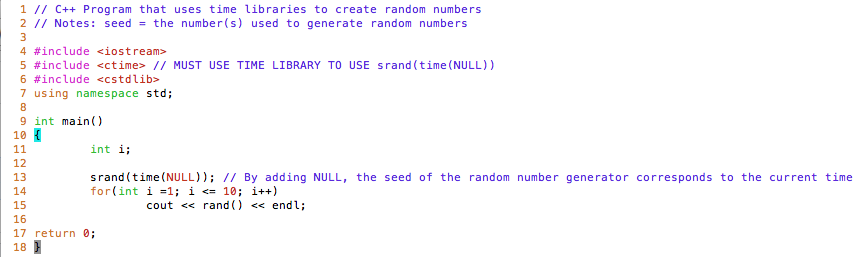 1 // C++ Program that uses time libraries to create random numbers
2 // Notes: seed = the number(s) used to generate random numbers
3
4 #include <iostream>
5 #include <ctime> // MUST USE TIME LIBRARY TO USE srand(time(NULL))
6 #include <cstdlib>
7 using namespace std;
8
9 int main()
10 {
11         int i;
12
13         srand(time(NULL)); // By adding NULL, the seed of the random number generator corresponds to the current time
14         for(int i =1; i <= 10; i++)
15                 cout << rand() << endl;
16
17 return 0;
18 }